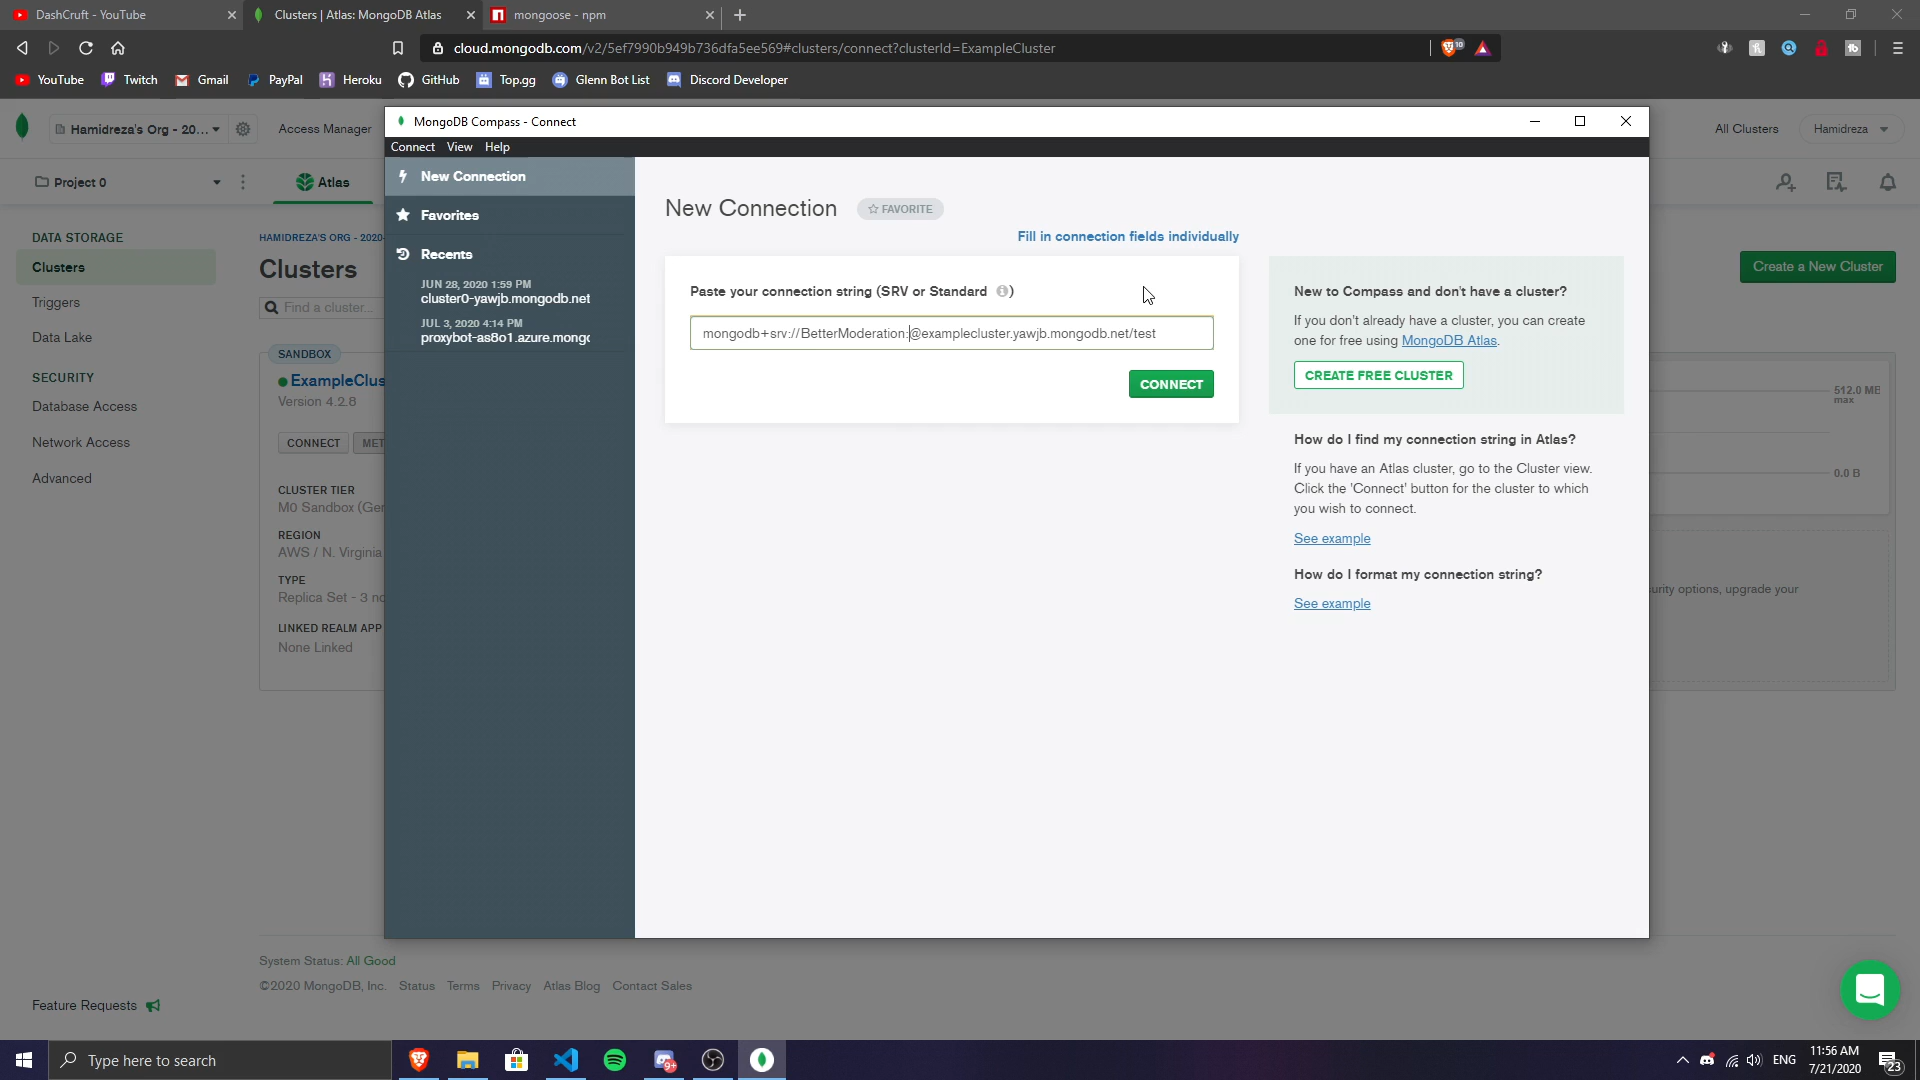 DashCruft - YouTube
Clusters | Atlas: MongoDB Atlas
mongoose - npm
cloud.mongodb.com/v2/5ef7990b949b736dfa5ee569#clusters/connect?clusterId=ExampleCluster
10
YouTube
Twitch
Gmail
PayPal
Heroku
GitHub
Top.gg
Glenn Bot List
Discord Developer
Hamidreza's Org - 20...
Access Manager
All Clusters
Hamidreza
Project 0
Atlas
DATA STORAGE
Clusters
Triggers
Data Lake
SECURITY
Database Access
Network Access
Advanced
HAMIDREZA'S ORG - 2020-
Clusters
Find a cluster...
Create a New Cluster
SANDBOX
ExampleClus
Version 4.2.8
CONNECT
MET
CLUSTER TIER
M0 Sandbox (Ger
REGION
AWS / N. Virginia
TYPE
Replica Set - 3 no
LINKED REALM APP
None Linked
512.0 MB
max
0.0 B
urity options, upgrade your
MongoDB Compass - Connect
Connect View Help
New Connection
Favorites
Recents
JUN 28, 2020 1:59 PM
cluster0-yawjb.mongodb.net
JUL 3, 2020 4:14 PM
proxybot-as8o1.azure.mongo
New Connection
FAVORITE
Fill in connection fields individually
Paste your connection string (SRV or Standard )
mongodb+srv://BetterModeration:@examplecluster.yawjb.mongodb.net/test
CONNECT
New to Compass and don't have a cluster?
If you don't already have a cluster, you can create
one for free using MongoDB Atlas.
CREATE FREE CLUSTER
How do I find my connection string in Atlas?
If you have an Atlas cluster, go to the Cluster view.
Click the 'Connect' button for the cluster to which
you wish to connect.
See example
How do I format my connection string?
See example
System Status: All Good
©2020 MongoDB, Inc. Status Terms Privacy Atlas Blog Contact Sales
Feature Requests
Type here to search
9+
ENG
11:56 AM
7/21/2020
23